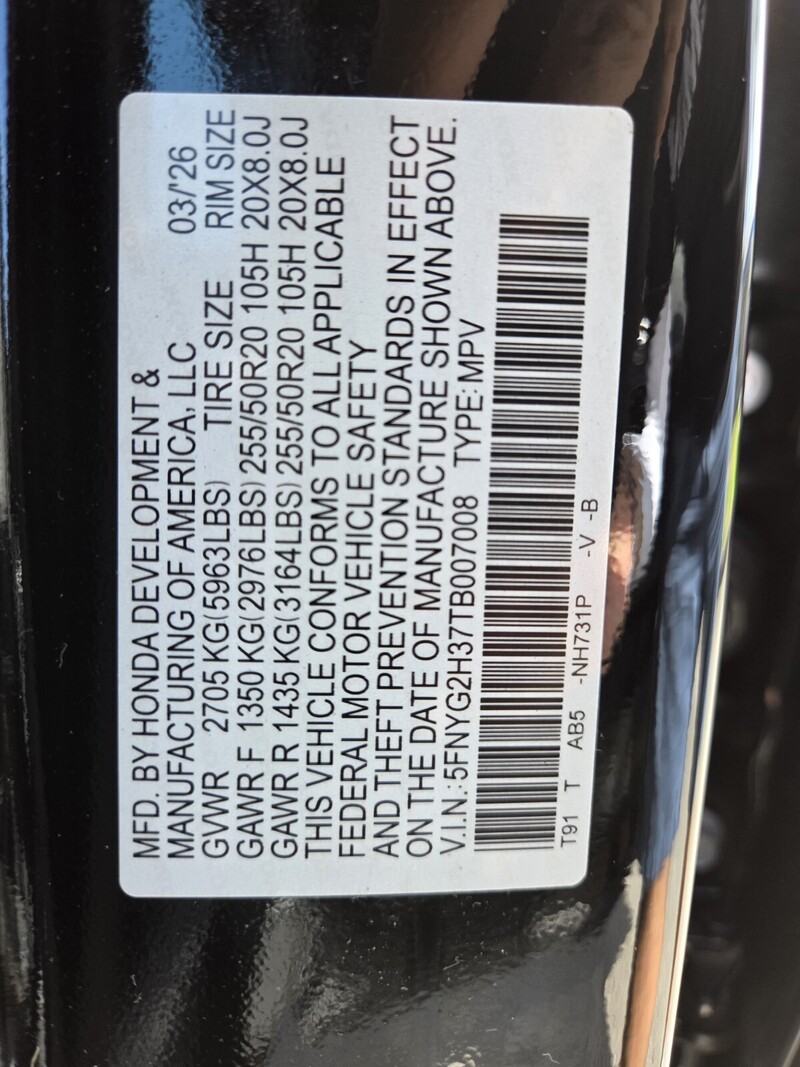 MFD. BY HONDA DEVELOPMENT &
MANUFACTURING OF AMERICA, LLC 03/'26
GVWR 2705 KG(5963LBS) TIRE SIZE RIM SIZE
GAWR F 1350 KG(2976LBS) 255/50R20 105H 20X8.0J
GAWR R 1435 KG(3164LBS) 255/50R20 105H 20X8.0J
THIS VEHICLE CONFORMS TO ALL APPLICABLE
FEDERAL MOTOR VEHICLE SAFETY
AND THEFT PREVENTION STANDARDS IN EFFECT
ON THE DATE OF MANUFACTURE SHOWN ABOVE.
V.I.N.:5FNYG2H37TB007008 TYPE:MPV
T91 T AB5 -NH731P -V -B